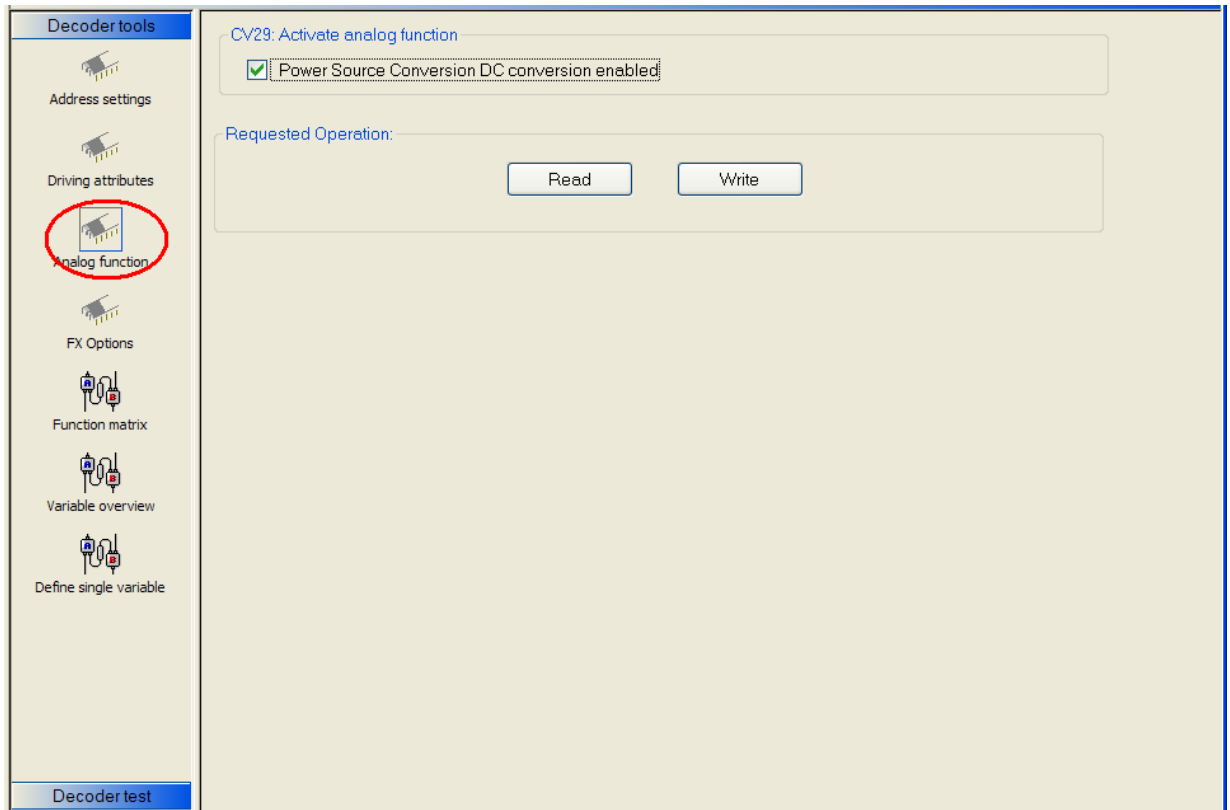 Decoder tools
Address settings
Driving attributes
Analog function
FX Options
Function matrix
Variable overview
Define single variable
Decoder test
CV29: Activate analog function
Power Source Conversion DC conversion enabled
Requested Operation:
Read
Write